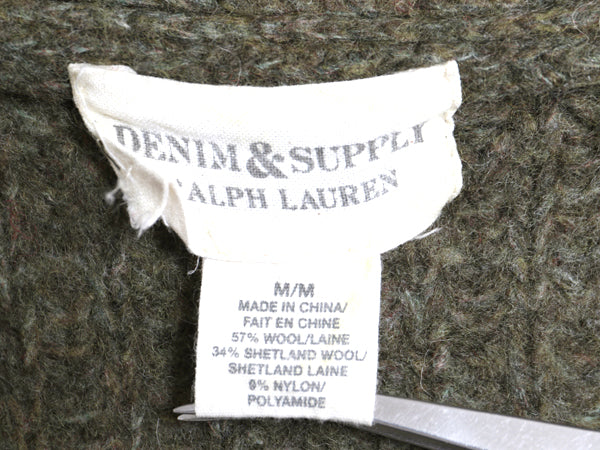 DENIM & SUPPLY
RALPH LAUREN
M/M
MADE IN CHINA/
FAIT EN CHINE
57% WOOL/LAINE
34% SHETLAND WOOL/
SHETLAND LAINE
9% NYLON/
POLYAMIDE